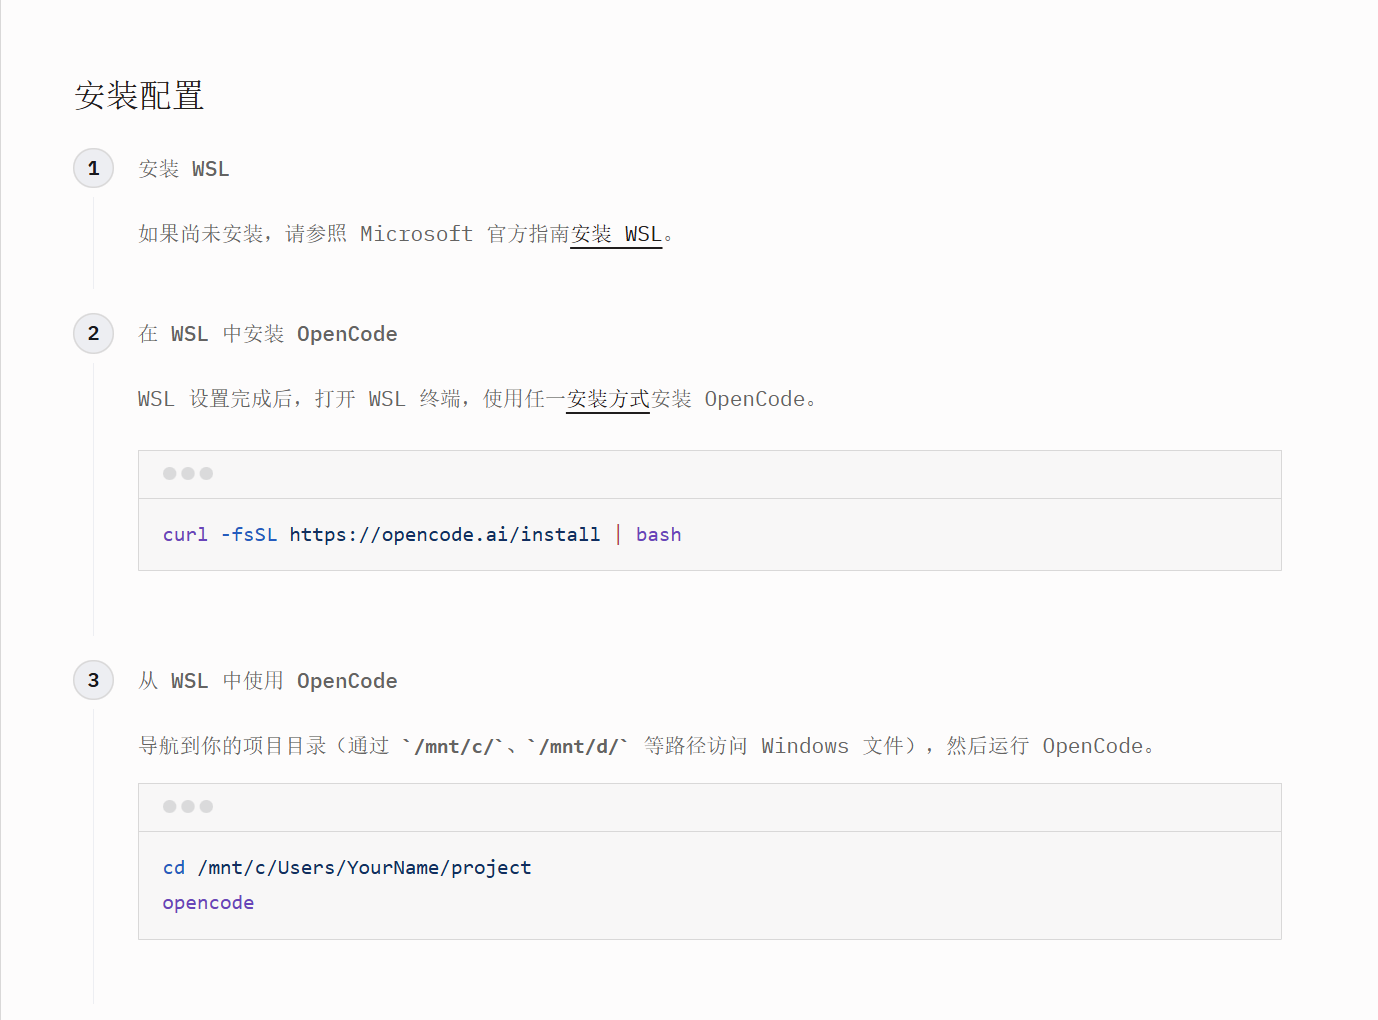 安装配置
1
安装 WSL
如果尚未安装，请参照 Microsoft 官方指南安装 WSL。
2
在 WSL 中安装 OpenCode
WSL 设置完成后，打开 WSL 终端，使用任一安装方式安装 OpenCode。
curl -fsSL https://opencode.ai/install | bash
3
从 WSL 中使用 OpenCode
导航到你的项目目录（通过 `/mnt/c/`、`/mnt/d/` 等路径访问 Windows 文件），然后运行 OpenCode。
cd /mnt/c/Users/YourName/project
opencode